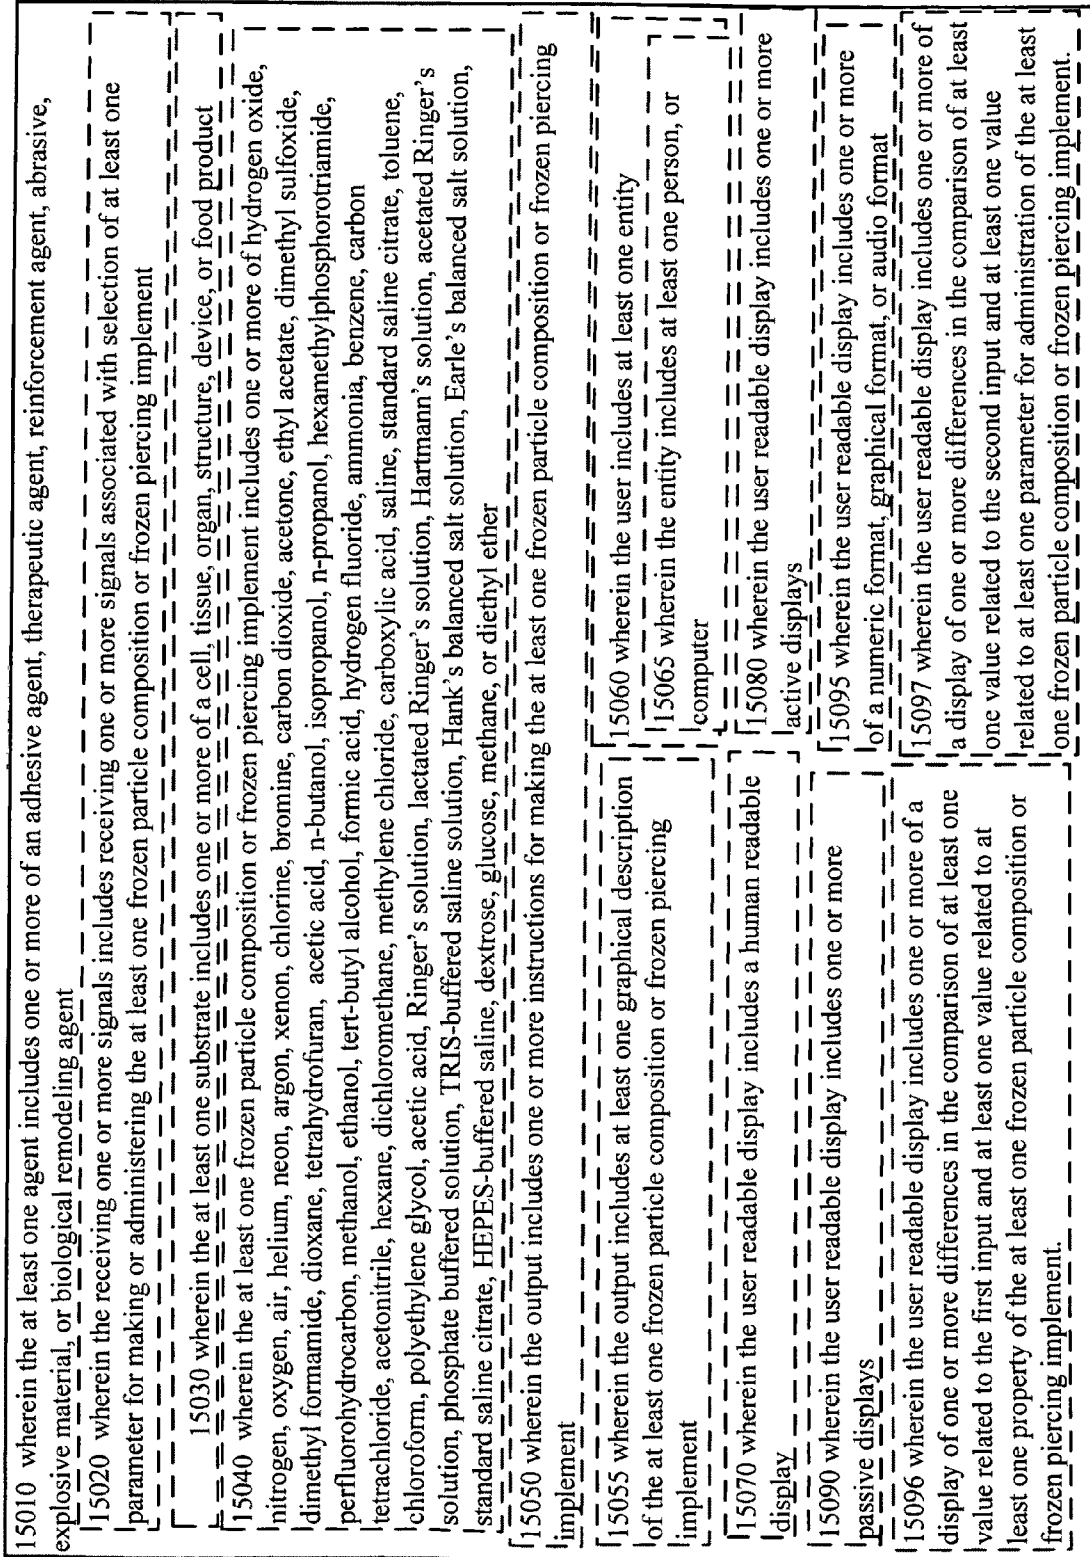 15010 wherein the at least one agent includes one or more of an adhesive agent, therapeutic agent, reinforcement agent, abrasive,
explosive material, or biological remodeling agent
15020 wherein the receiving one or more signals includes receiving one or more signals associated with selection of at least one
parameter for making or administering the at least one frozen particle composition or frozen piercing implement
15030 wherein the at least one substrate includes one or more of a cell, tissue, organ, structure, device, or food product
15040 wherein the at least one frozen particle composition or frozen piercing implement includes one or more of hydrogen oxide,
nitrogen, oxygen, air, helium, neon, argon, xenon, chlorine, bromine, carbon dioxide, acetone, ethyl acetate, dimethyl sulfoxide,
dimethyl formamide, dioxane, tetrahydrofuran, acetic acid, n-butanol, isopropanol, n-propanol, hexamethylphosphorotriamide,
perfluorohydrocarbon, methanol, ethanol, tert-butyl alcohol, formic acid, hydrogen fluoride, ammonia, benzene, carbon
tetrachloride, acetonitrile, hexane, dichloromethane, methylene chloride, carboxylic acid, saline, standard saline citrate, toluene,
chloroform, polyethylene glycol, acetic acid, Ringer's solution, lactated Ringer's solution, Hartmann's solution, acetated Ringer's
solution, phosphate buffered solution, TRIS-buffered saline solution, Hank's balanced salt solution, Earle's balanced salt solution,
standard saline citrate, HEPES-buffered saline, dextrose, glucose, methane, or diethyl ether
15050 wherein the output includes one or more instructions for making the at least one frozen particle composition or frozen piercing
implement
15055 wherein the output includes at least one graphical description
of the at least one frozen particle composition or frozen piercing
implement
15060 wherein the user includes at least one entity
15065 wherein the entity includes at least one person, or
computer
15070 wherein the user readable display includes a human readable
display
15080 wherein the user readable display includes one or more
active displays
15090 wherein the user readable display includes one or more
passive displays
15095 wherein the user readable display includes one or more
of a numeric format, graphical format, or audio format
15096 wherein the user readable display includes one or more of a
display of one or more differences in the comparison of at least one
value related to the first input and at least one value related to at
least one property of the at least one frozen particle composition or
frozen piercing implement.
15097 wherein the user readable display includes one or more of
a display of one or more differences in the comparison of at least
one value related to the second input and at least one value
related to at least one parameter for administration of the at least
one frozen particle composition or frozen piercing implement.